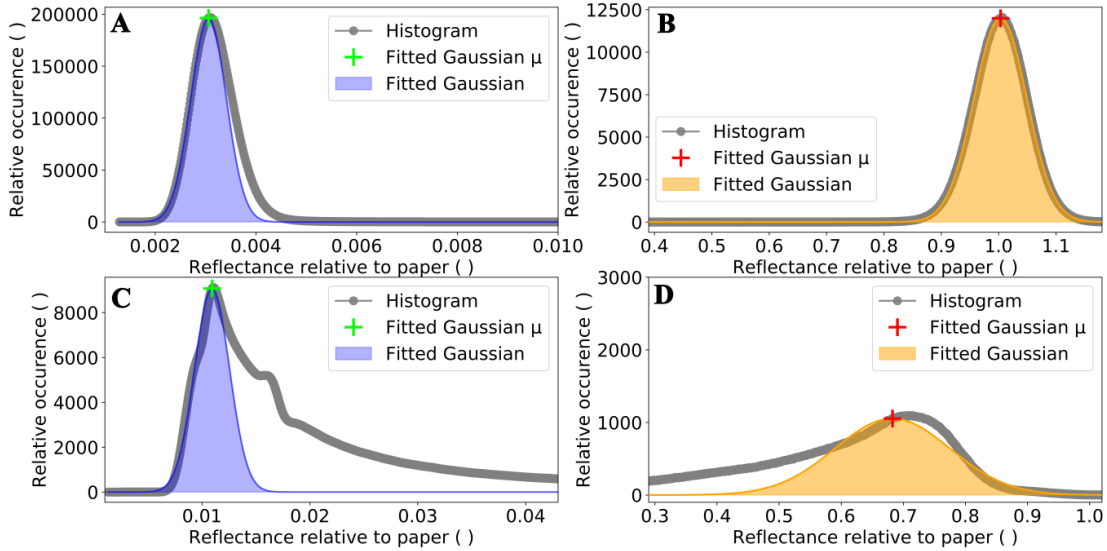 A
Relative occurence ( )
200000
150000
100000
50000
0
Histogram
Fitted Gaussian μ
Fitted Gaussian
0.002 0.004 0.006 0.008 0.010
Reflectance relative to paper ( )
B
Relative occurence ( )
12500
10000
7500
5000
2500
0
Histogram
Fitted Gaussian μ
Fitted Gaussian
0.4 0.5 0.6 0.7 0.8 0.9 1.0 1.1
Reflectance relative to paper ( )
C
Relative occurence ( )
8000
6000
4000
2000
0
Histogram
Fitted Gaussian μ
Fitted Gaussian
0.01 0.02 0.03 0.04
Reflectance relative to paper ( )
D
Relative occurence ( )
3000
2000
1000
0
Histogram
Fitted Gaussian μ
Fitted Gaussian
0.3 0.4 0.5 0.6 0.7 0.8 0.9 1.0
Reflectance relative to paper ( )